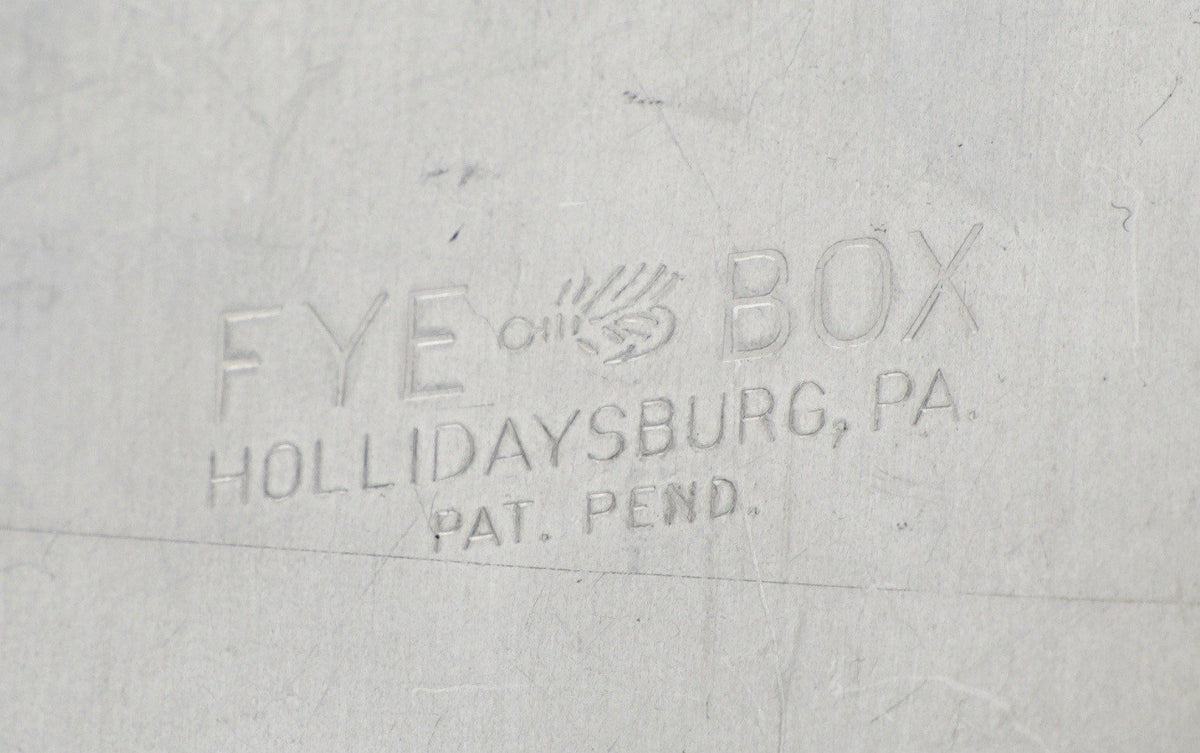 FYE BOX
HOLLIDAYSBURG, PA.
PAT. PEND.